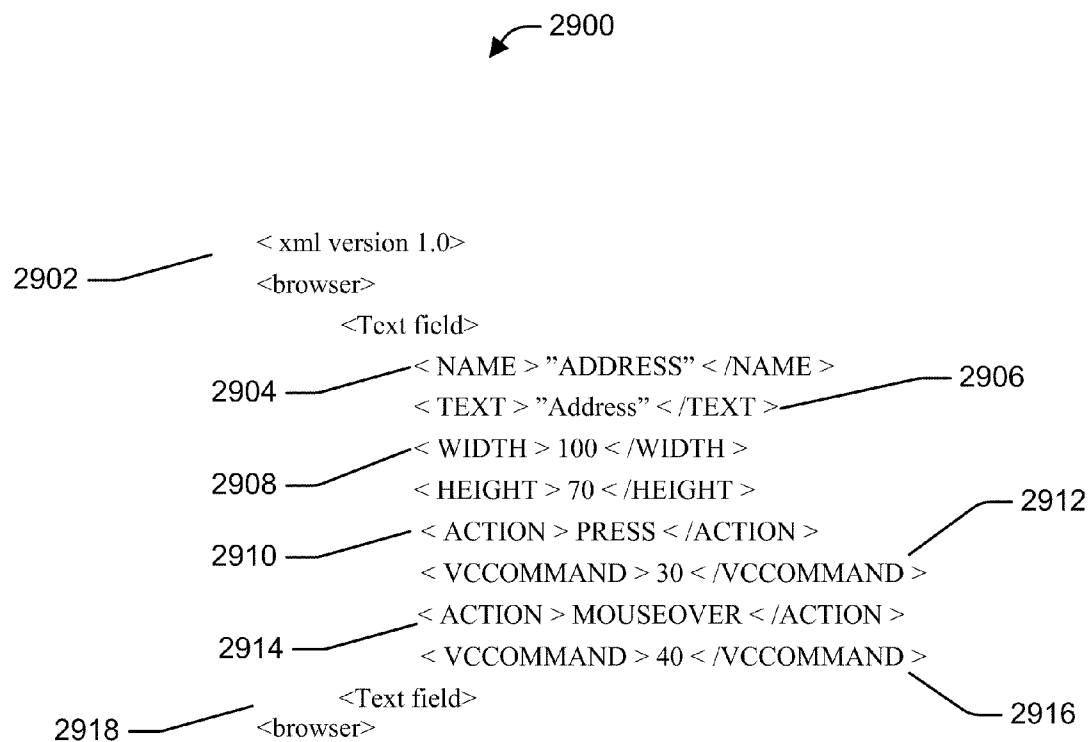 2900
< xml version 1.0>
2902
<browser>
<Text field>
2904
< NAME > ”ADDRESS” < /NAME >
2906
< TEXT > ”Address” < /TEXT >
2908
< WIDTH > 100 < /WIDTH >
< HEIGHT > 70 < /HEIGHT >
2912
2910
< ACTION > PRESS < /ACTION >
< VCCOMMAND > 30 < /VCCOMMAND >
< ACTION > MOUSEOVER < /ACTION >
2914
< VCCOMMAND > 40 < /VCCOMMAND >
<Text field>
2916
2918
<browser>